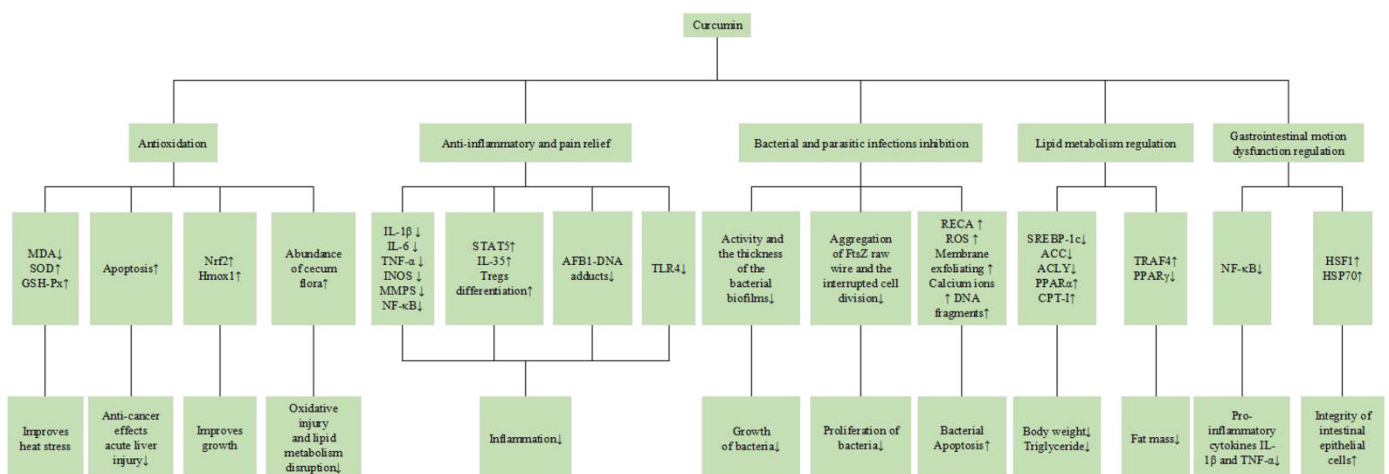 Curcumin
Antioxidation
Anti-inflammatory and pain relief
Bacterial and parasitic infections inhibition
Lipid metabolism regulation
Gastrointestinal motion
dysfunction regulation
MDA↓
SOD↑
GSH-Px↑
Apoptosis↑
Nrf2↑
Hmox1↑
Abundance
of cecum
flora↑
IL-1β ↓
IL-6 ↓
TNF-α ↓
INOS ↓
MMPS ↓
NF-κB↓
STAT5↑
IL-35↑
Tregs
differentiation↑
AFB1-DNA
adducts↓
TLR4↓
Activity and
the thickness
of the
bacterial
biofilms↓
Aggregation
of FtsZ raw
wire and the
interrupted cell
division↓
RECA ↑
ROS ↑
Membrane
exfoliating ↑
Calcium ions
↑ DNA
fragments↑
SREBP-1c↓
ACC↓
ACLY↓
PPARα↑
CPT-I↑
TRAF4↑
PPARγ↓
NF-κB↓
HSF1↑
HSP70↑
Improves
heat stress
Anti-cancer
effects
acute liver
injury↓
Improves
growth
Oxidative
injury
and lipid
metabolism
disruption↓
Inflammation↓
Growth
of bacteria↓
Proliferation of
bacteria↓
Bacterial
Apoptosis↑
Body weight↓
Triglyceride↓
Fat mass↓
Pro-
inflammatory
cytokines IL-
1β and TNF-α↓
Integrity of
intestinal
epithelial
cells↑